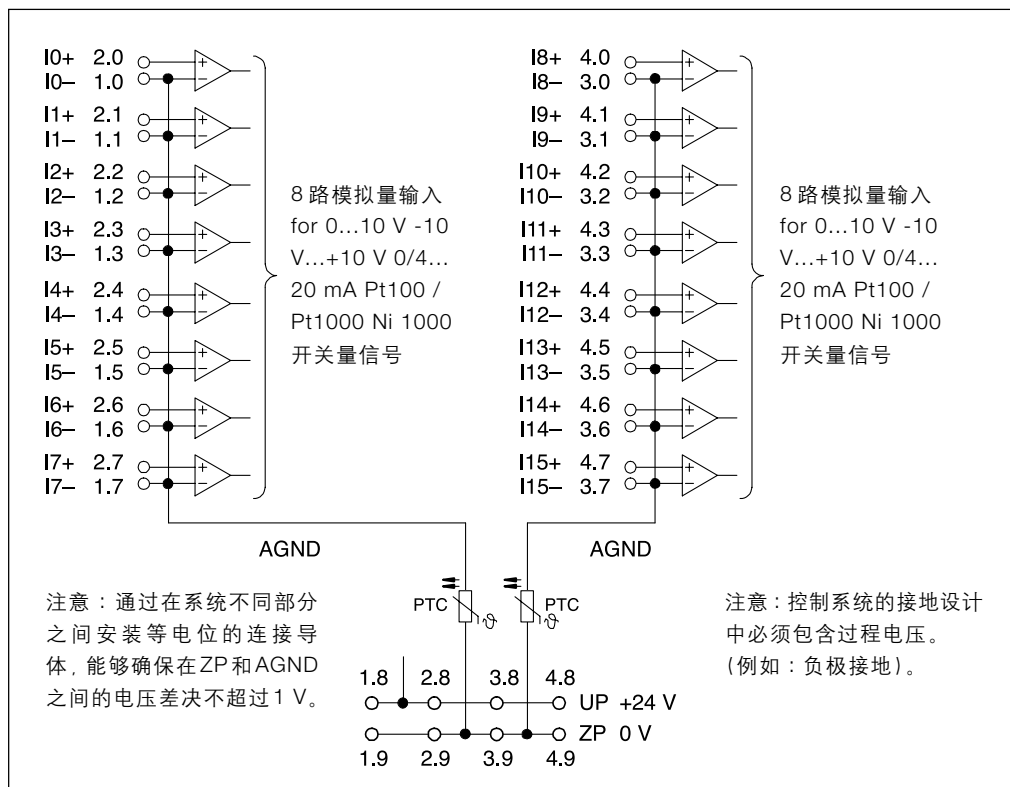 I0+ 2.0
I0– 1.0
I1+ 2.1
I1– 1.1
I2+ 2.2
I2– 1.2
I3+ 2.3
I3– 1.3
I4+ 2.4
I4– 1.4
I5+ 2.5
I5– 1.5
I6+ 2.6
I6– 1.6
I7+ 2.7
I7– 1.7
8路模拟量输入
for 0...10 V -10
V...+10 V 0/4...
20 mA Pt100 /
Pt1000 Ni 1000
开关量信号
I8+ 4.0
I8– 3.0
I9+ 4.1
I9– 3.1
I10+ 4.2
I10– 3.2
I11+ 4.3
I11– 3.3
I12+ 4.4
I12– 3.4
I13+ 4.5
I13– 3.5
I14+ 4.6
I14– 3.6
I15+ 4.7
I15– 3.7
8路模拟量输入
for 0...10 V -10
V...+10 V 0/4...
20 mA Pt100 /
Pt1000 Ni 1000
开关量信号
AGND
AGND
PTC ϑ
ϑ PTC
注意：通过在系统不同部分
之间安装等电位的连接导
体，能够确保在ZP和AGND
之间的电压差决不超过1 V。
注意：控制系统的接地设计
中必须包含过程电压。
(例如：负极接地)。
1.8 2.8 3.8 4.8
UP +24 V
ZP 0 V
1.9 2.9 3.9 4.9